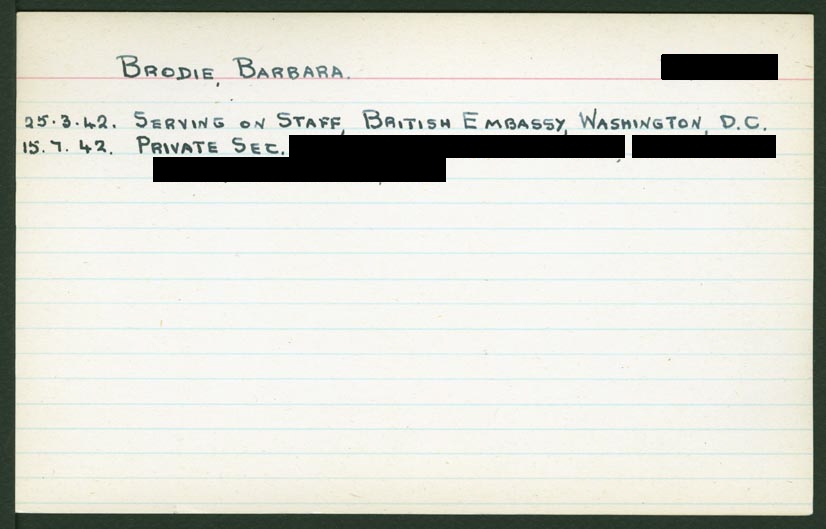 BRODIE, BARBARA.
25.3.42. SERVING ON STAFF, BRITISH EMBASSY, WASHINGTON, D.C.
15.7.42. PRIVATE SEC.